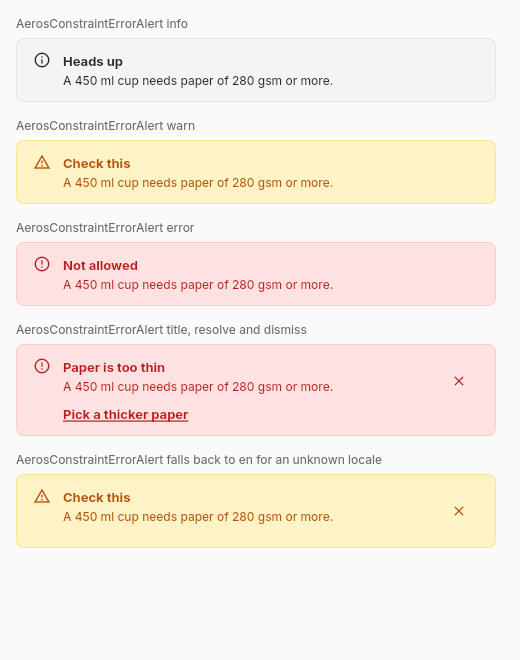 AerosConstraintErrorAlert info
Heads up
A 450 ml cup needs paper of 280 gsm or more.
AerosConstraintErrorAlert warn
Check this
A 450 ml cup needs paper of 280 gsm or more.
AerosConstraintErrorAlert error
Not allowed
A 450 ml cup needs paper of 280 gsm or more.
AerosConstraintErrorAlert title, resolve and dismiss
Paper is too thin
A 450 ml cup needs paper of 280 gsm or more.
Pick a thicker paper
AerosConstraintErrorAlert falls back to en for an unknown locale
Check this
A 450 ml cup needs paper of 280 gsm or more.